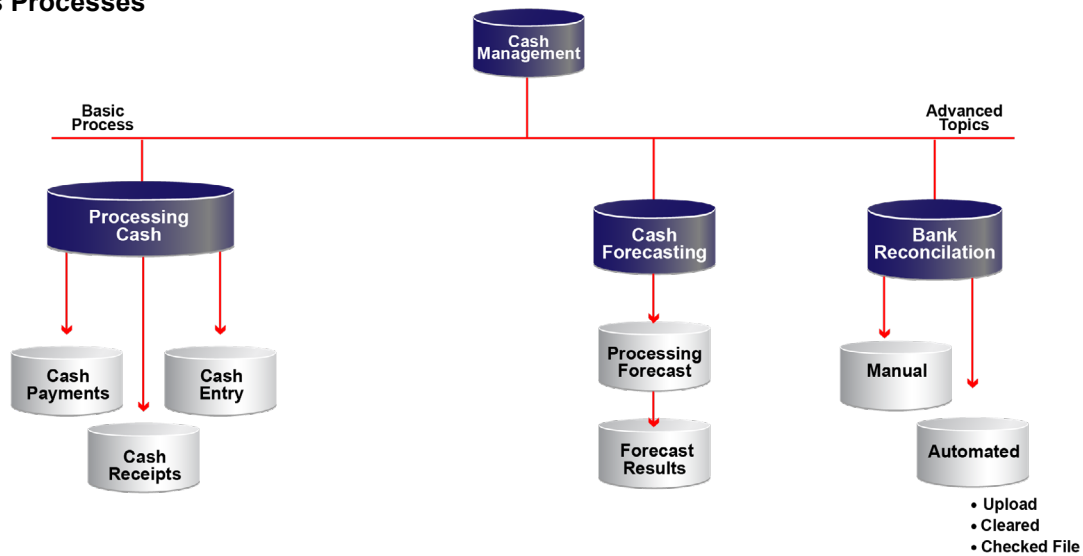 s Processes
Cash
Management
Basic
Process
Advanced
Topics
Processing
Cash
Cash
Forecasting
Bank
Reconcilation
Cash
Payments
Cash
Entry
Cash
Receipts
Processing
Forecast
Forecast
Results
Manual
Automated
• Upload
• Cleared
• Checked File